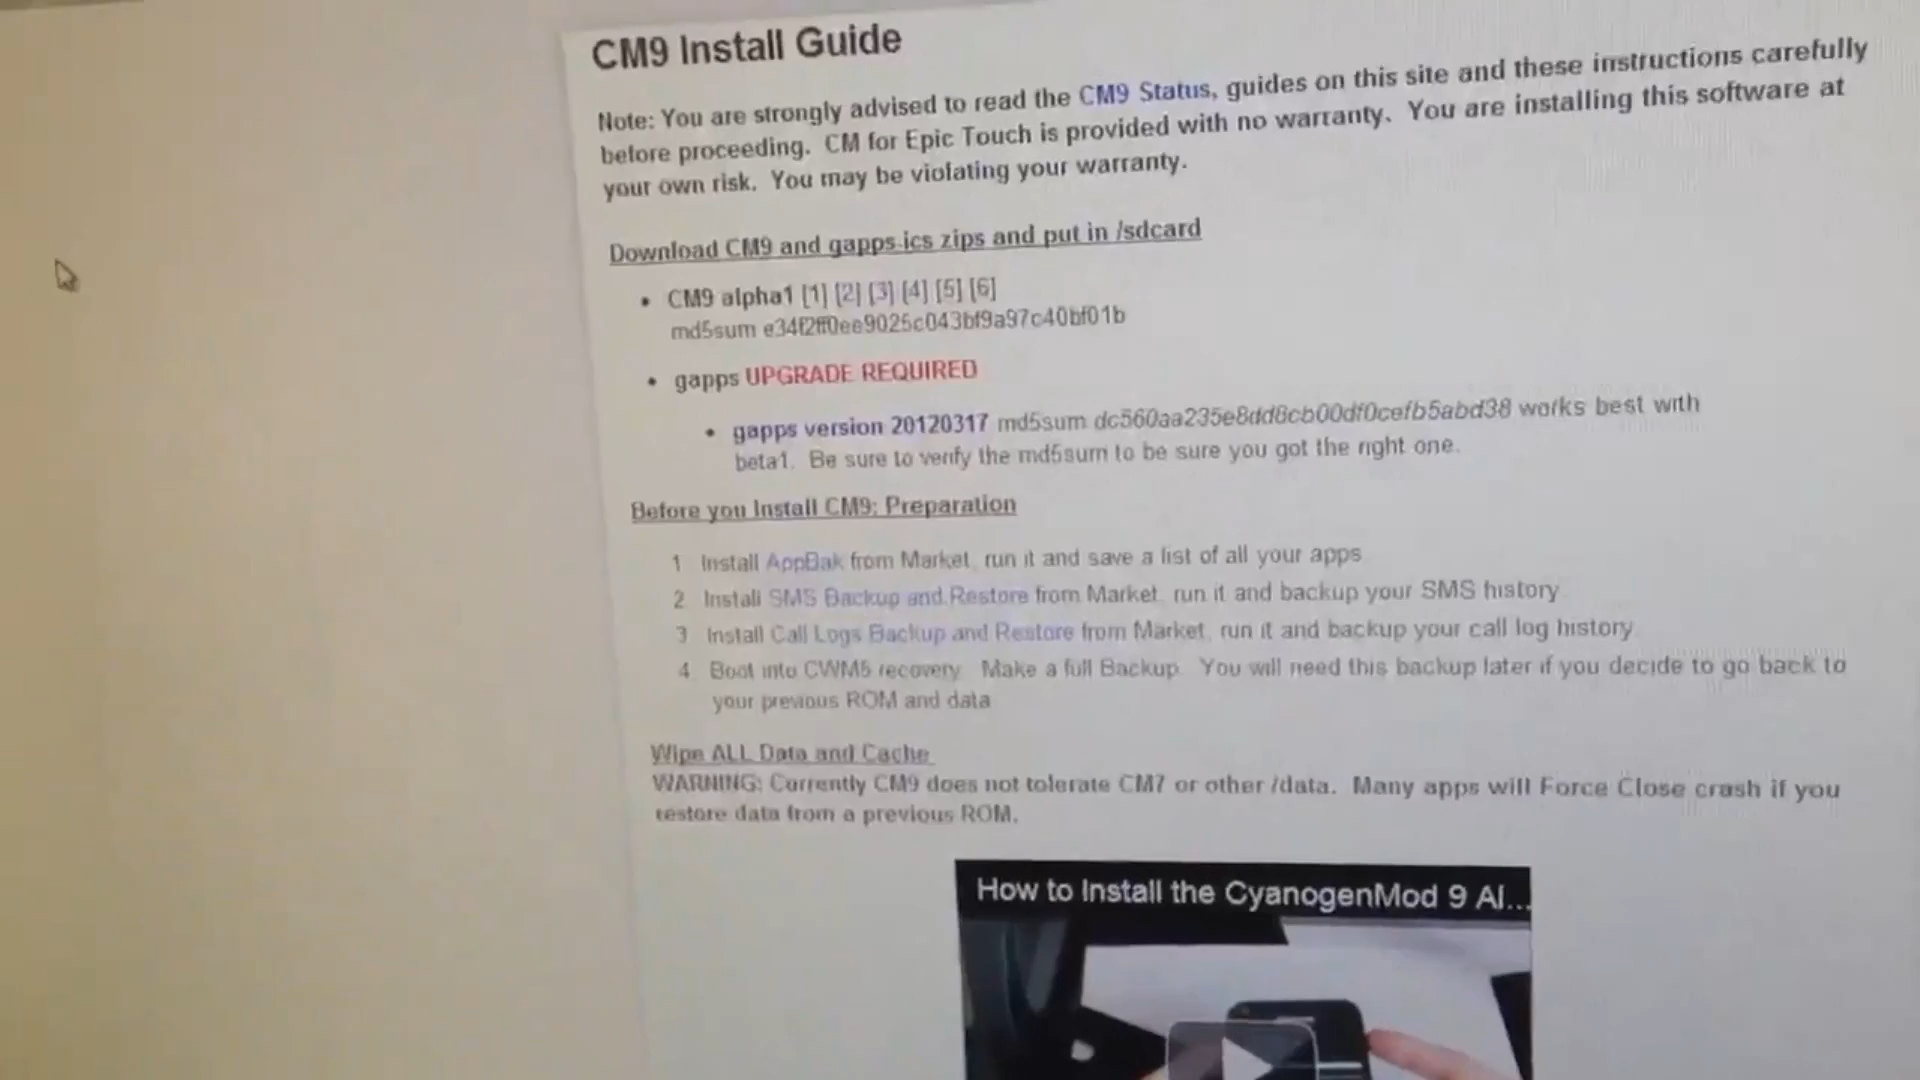 CM9 Install Guide
Note: You are strongly advised to read the CM9 Status, guides on this site and these instructions carefully
before proceeding. CM for Epic Touch is provided with no warranty. You are installing this software at
your own risk. You may be violating your warranty.
Download CM9 and gapps-ics zips and put in /sdcard
• CM9 alpha1 [1] [2] [3] [4] [5] [6]
md5sum e34f2ff0ee9025c043bf9a97c40bf01b
• gapps UPGRADE REQUIRED
• gapps version 20120317 md5sum dc560aa235e8dd8cb00df0cefb5abd38 works best with
beta1. Be sure to verify the md5sum to be sure you got the right one.
Before you Install CM9: Preparation
1 Install AppBak from Market, run it and save a list of all your apps
2 Install SMS Backup and Restore from Market, run it and backup your SMS history
3 Install Call Logs Backup and Restore from Market, run it and backup your call log history
4 Boot into CWM5 recovery. Make a full Backup. You will need this backup later if you decide to go back to
your previous ROM and data
Wipe ALL Data and Cache
WARNING: Currently CM9 does not tolerate CM7 or other /data. Many apps will Force Close crash if you
restore data from a previous ROM.
How to Install the CyanogenMod 9 Al...